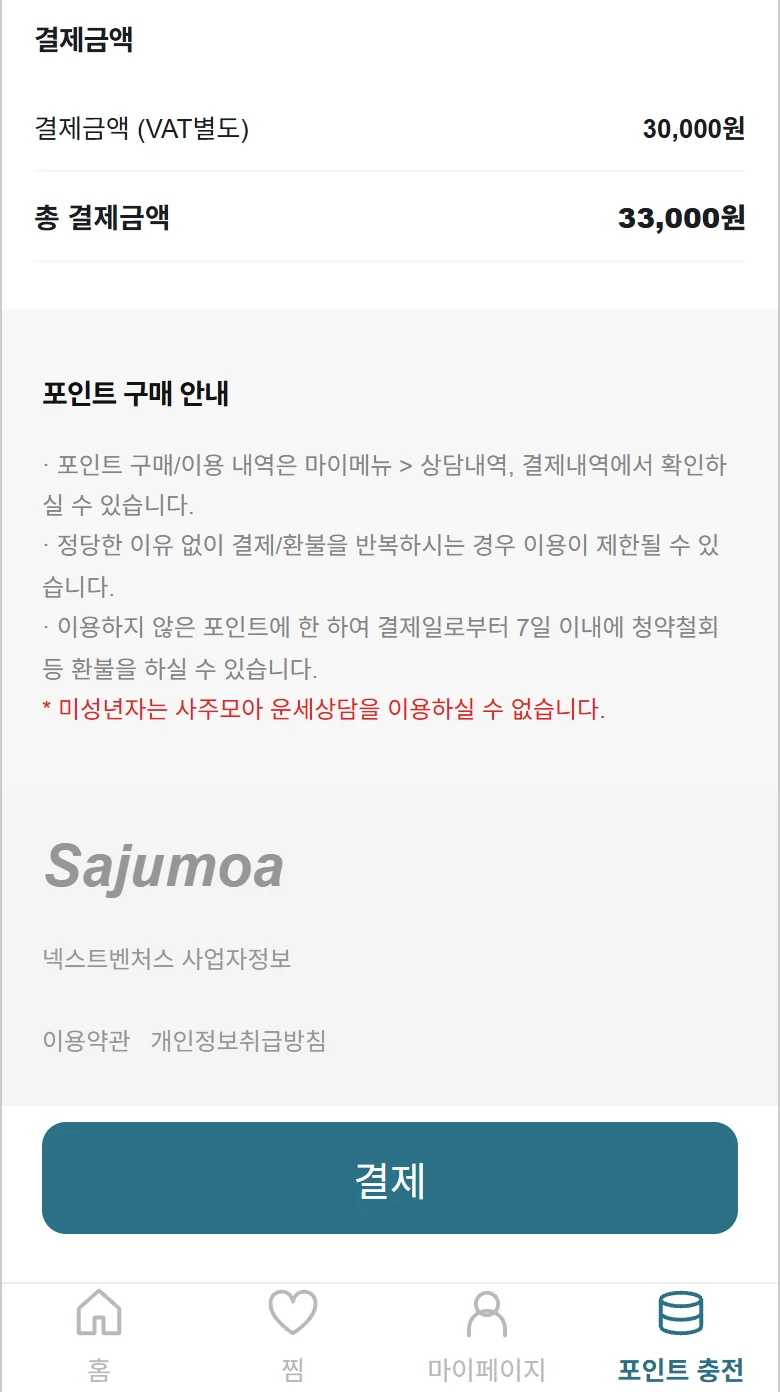 결제금액
결제금액 (VAT별도) 30,000원
총 결제금액 33,000원
포인트 구매 안내
· 포인트 구매/이용 내역은 마이메뉴 > 상담내역, 결제내역에서 확인하
실 수 있습니다.
· 정당한 이유 없이 결제/환불을 반복하시는 경우 이용이 제한될 수 있
습니다.
· 이용하지 않은 포인트에 한 하여 결제일로부터 7일 이내에 청약철회
등 환불을 하실 수 있습니다.
* 미성년자는 사주모아 운세상담을 이용하실 수 없습니다.
Sajumoa
넥스트벤처스 사업자정보
이용약관 개인정보취급방침
결제
홈 찜 마이페이지 포인트 충전